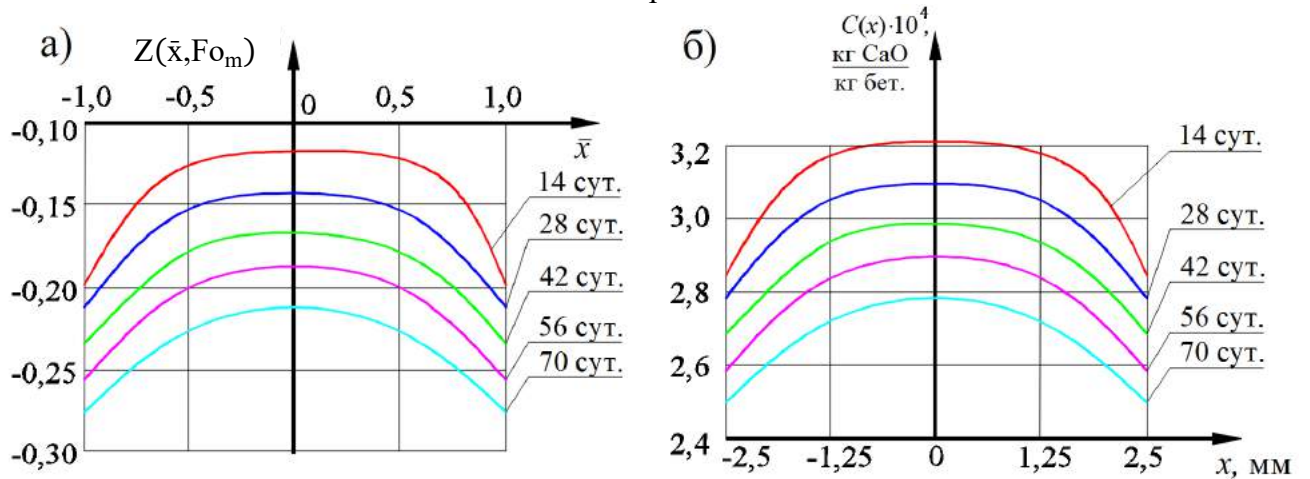 а)
Z(x̄,Fo_m)
-1,0 -0,5 0 0,5 1,0
x̄
-0,10
-0,15
-0,20
-0,25
-0,30
14 сут.
28 сут.
42 сут.
56 сут.
70 сут.
б)
C(x)·10⁴,
кг CaO
кг бет.
3,2
3,0
2,8
2,6
2,4
14 сут.
28 сут.
42 сут.
56 сут.
70 сут.
-2,5 -1,25 0 1,25 2,5 x, мм